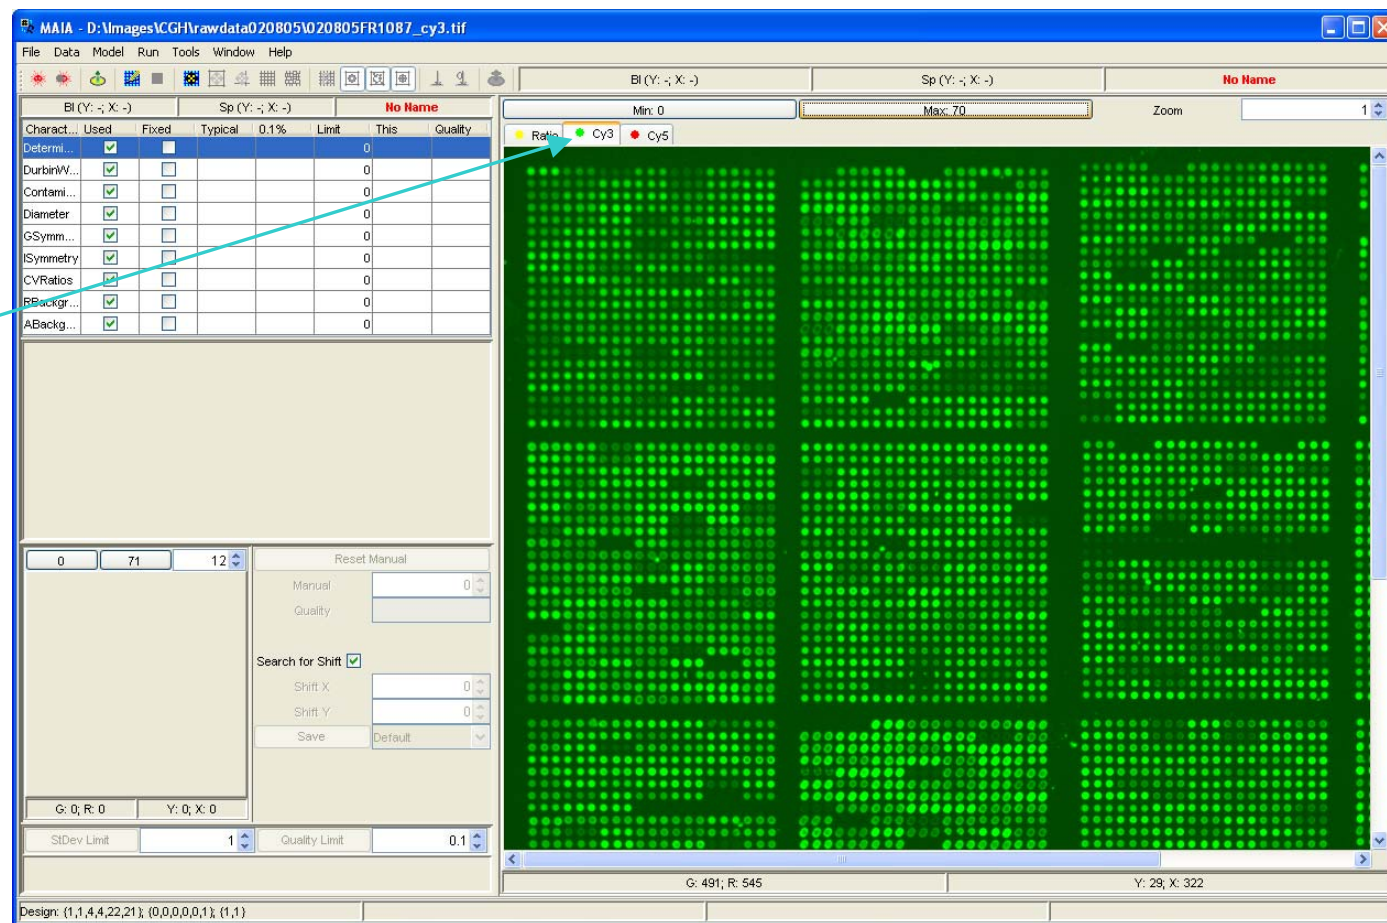 MAIA - D:\Images\CGH\rawdata020805\020805FR1087_cy3.tif
File Data Model Run Tools Window Help
Bl (Y: -; X: -) Sp (Y: -; X: -) No Name
Bl (Y: -; X: -) Sp (Y: -; X: -) No Name
Min: 0 Max: 70 Zoom 1
Charact... Used Fixed Typical 0.1% Limit This Quality
Ratio Cy3 Cy5
Determi... 0
DurbinW... 0
Contami... 0
Diameter 0
GSymm... 0
ISymmetry 0
CVRatios 0
RBackgr... 0
ABackg... 0
0 71 12 Reset Manual
Manual 0
Quality
Search for Shift
Shift X 0
Shift Y 0
Save Default
G: 0; R: 0 Y: 0; X: 0
StDev Limit 1 Quality Limit 0.1
G: 491; R: 545 Y: 29; X: 322
Design: {1,1,4,4,22,21}; {0,0,0,0,0,1}; {1,1}